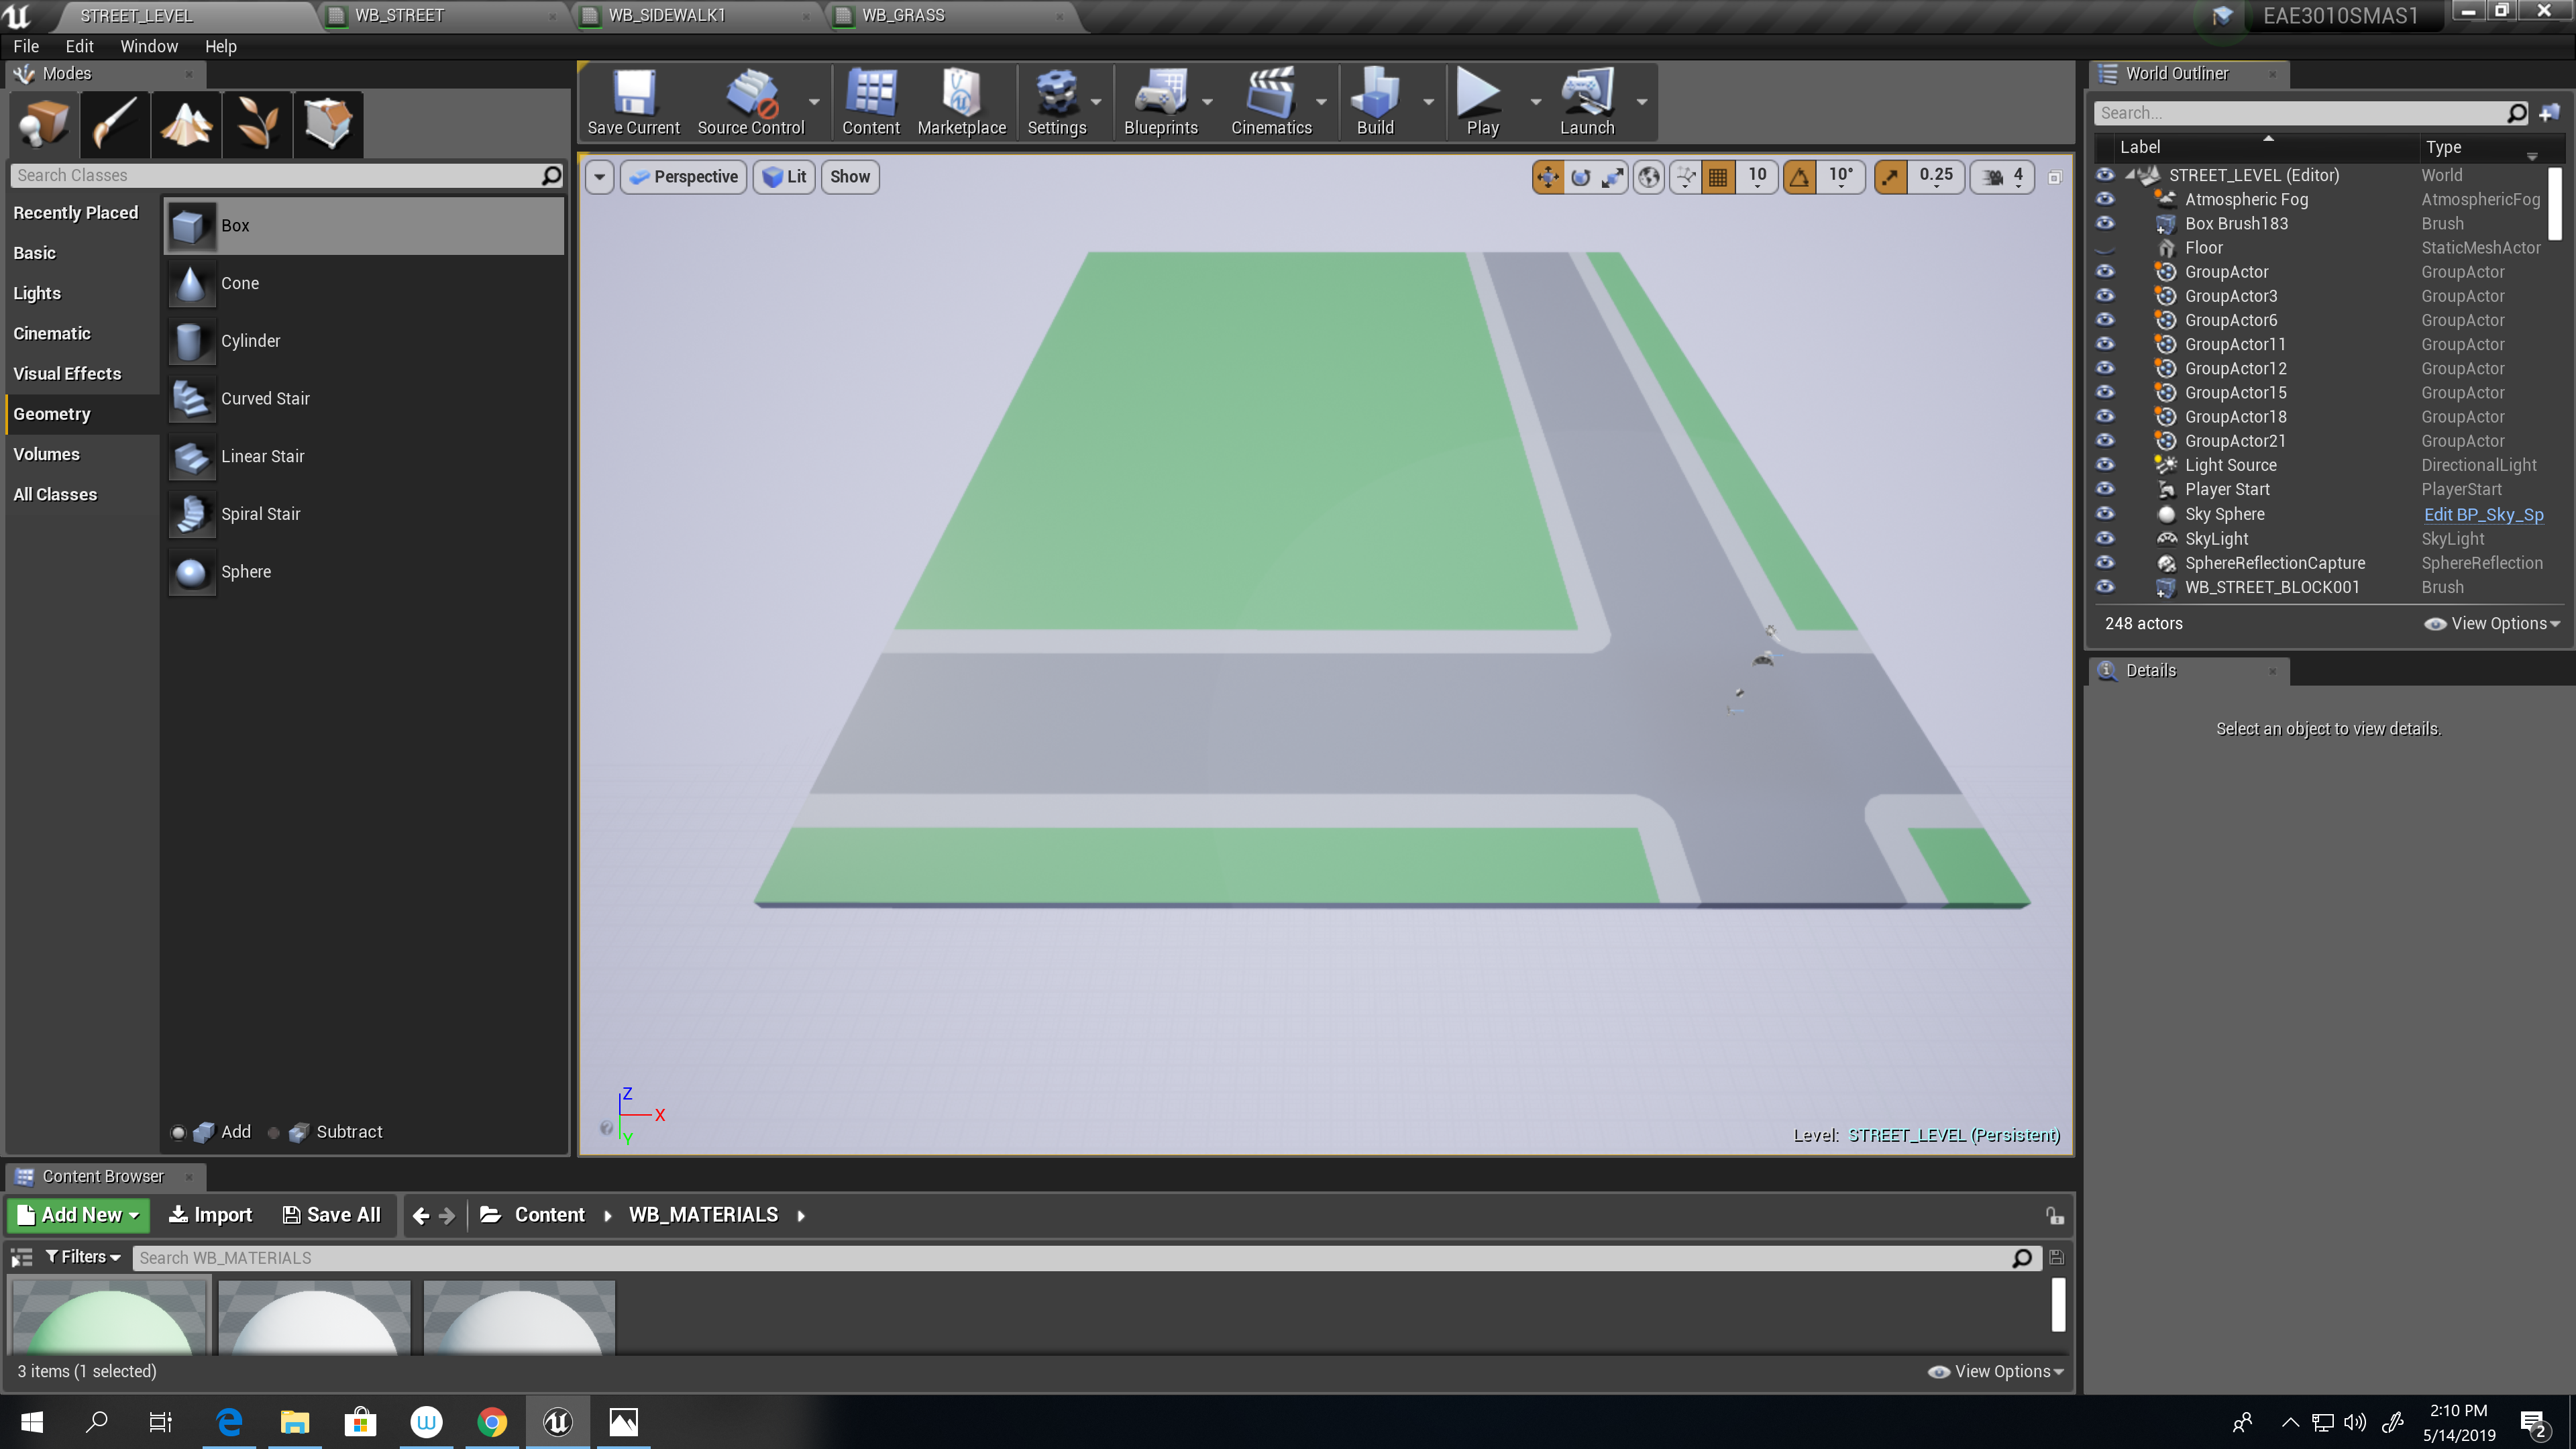 STREET_LEVEL
WB_STREET
WB_SIDEWALK1
WB_GRASS
EAE3010SMAS1
File Edit Window Help
Modes
Search Classes
Recently Placed
Basic
Lights
Cinematic
Visual Effects
Geometry
Volumes
All Classes
Box
Cone
Cylinder
Curved Stair
Linear Stair
Spiral Stair
Sphere
Add Subtract
Save Current Source Control Content Marketplace Settings Blueprints Cinematics Build Play Launch
Perspective Lit Show 10 10° 0.25 4
Z
X
Y
Level: STREET_LEVEL (Persistent)
World Outliner
Search...
Label Type
STREET_LEVEL (Editor) World
Atmospheric Fog AtmosphericFog
Box Brush183 Brush
Floor StaticMeshActor
GroupActor GroupActor
GroupActor3 GroupActor
GroupActor6 GroupActor
GroupActor11 GroupActor
GroupActor12 GroupActor
GroupActor15 GroupActor
GroupActor18 GroupActor
GroupActor21 GroupActor
Light Source DirectionalLight
Player Start PlayerStart
Sky Sphere Edit BP_Sky_Sp
SkyLight SkyLight
SphereReflectionCapture SphereReflection
WB_STREET_BLOCK001 Brush
248 actors View Options
Details
Select an object to view details.
Content Browser
Add New Import Save All Content WB_MATERIALS
Filters Search WB_MATERIALS
3 items (1 selected) View Options
2:10 PM
5/14/2019
2